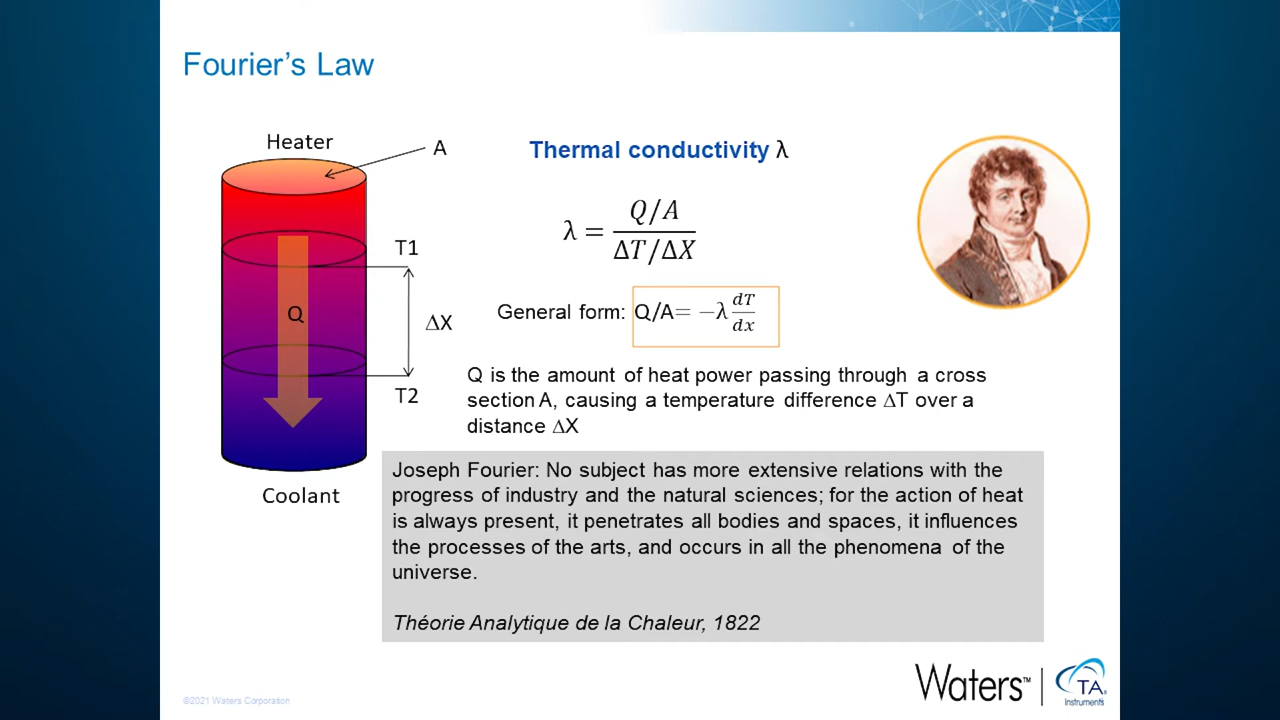 Fourier's Law
Heater
A
T1
Q
ΔX
T2
Coolant
Thermal conductivity λ
λ = Q/A / ΔT/ΔX
General form: Q/A= −λ dT/dx
Q is the amount of heat power passing through a cross
section A, causing a temperature difference ΔT over a
distance ΔX
Joseph Fourier: No subject has more extensive relations with the
progress of industry and the natural sciences; for the action of heat
is always present, it penetrates all bodies and spaces, it influences
the processes of the arts, and occurs in all the phenomena of the
universe.
Théorie Analytique de la Chaleur, 1822
©2021 Waters Corporation
Waters™
TA
Instruments